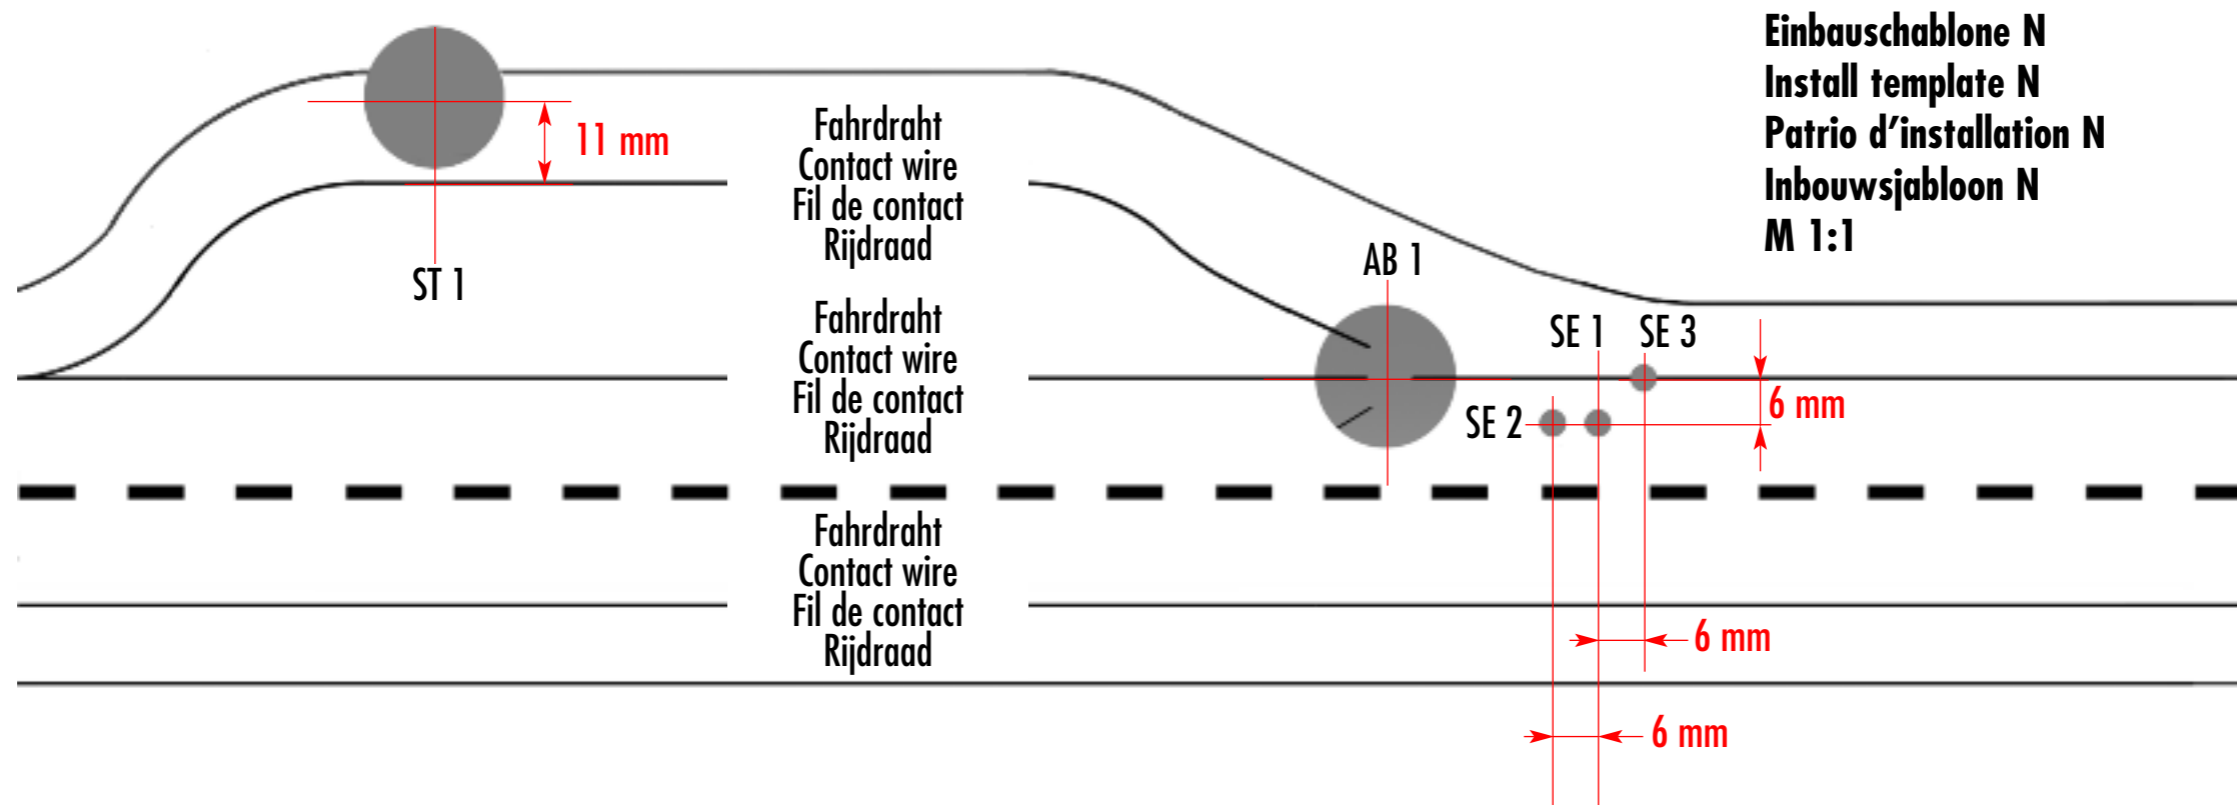 Einbauschablone N
Install template N
Patrio d’installation N
Inbouwsjabloon N
M 1:1
11 mm
Fahrdraht
Contact wire
Fil de contact
Rijdraad
ST 1
AB 1
Fahrdraht
Contact wire
Fil de contact
Rijdraad
SE 1
SE 3
6 mm
SE 2
Fahrdraht
Contact wire
Fil de contact
Rijdraad
6 mm
6 mm